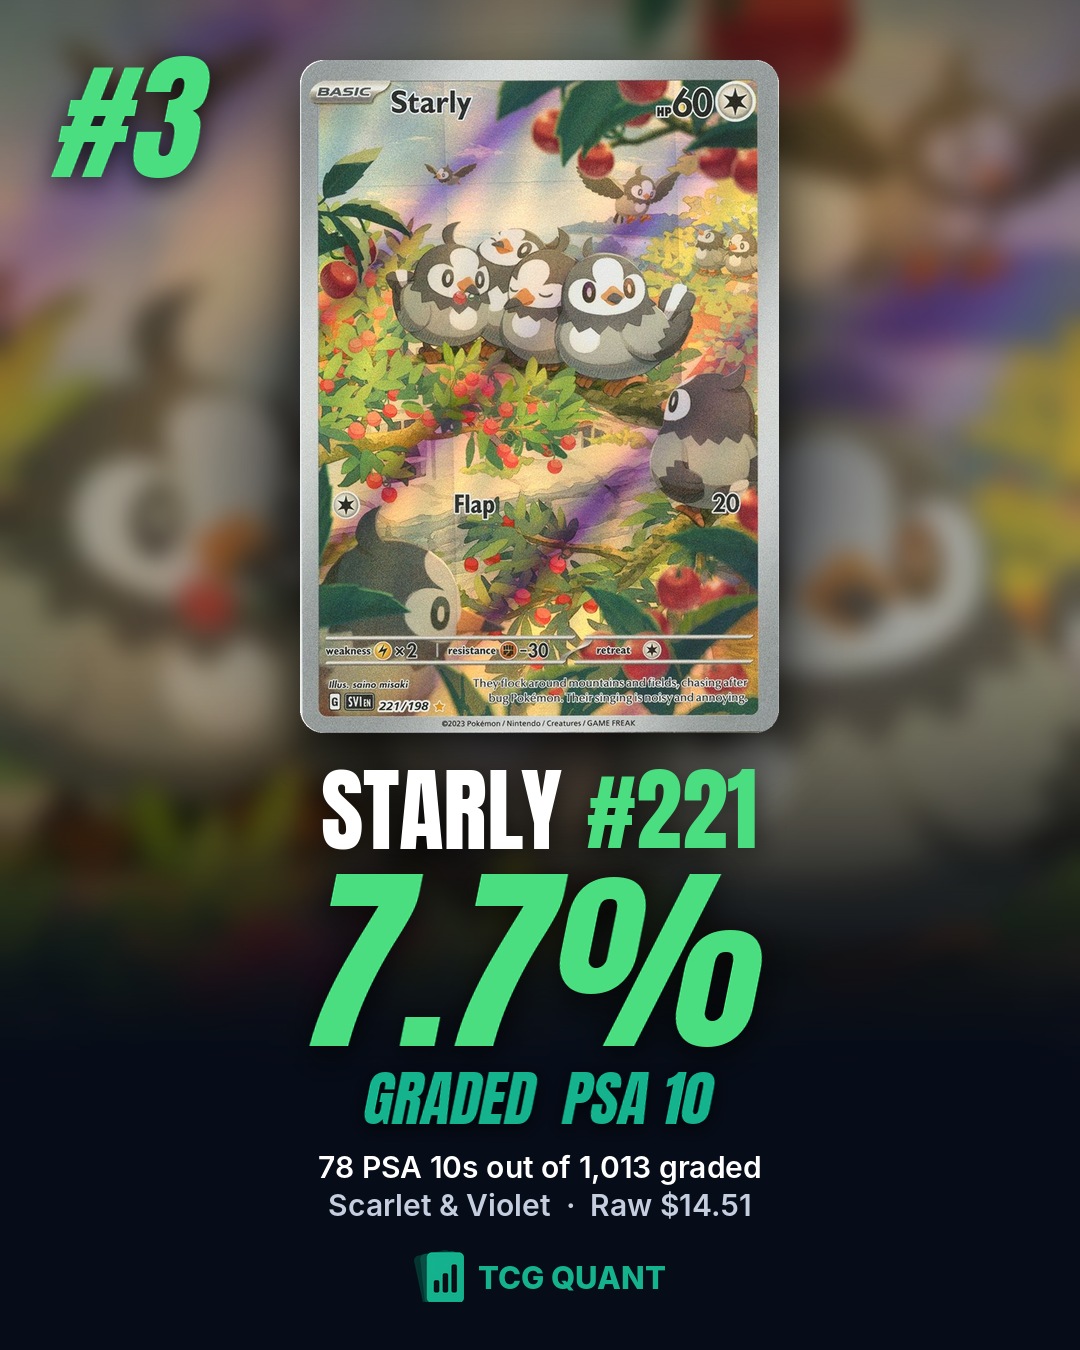 #3
BASIC Starly HP 60
Flap 20
weakness ×2 resistance -30 retreat
Illus. saino misaki
They flock around mountains and fields, chasing after
bug Pokémon. Their singing is noisy and annoying.
G SVI EN 221/198
©2023 Pokémon / Nintendo / Creatures / GAME FREAK
STARLY #221
7.7%
GRADED PSA 10
78 PSA 10s out of 1,013 graded
Scarlet & Violet · Raw $14.51
TCG QUANT